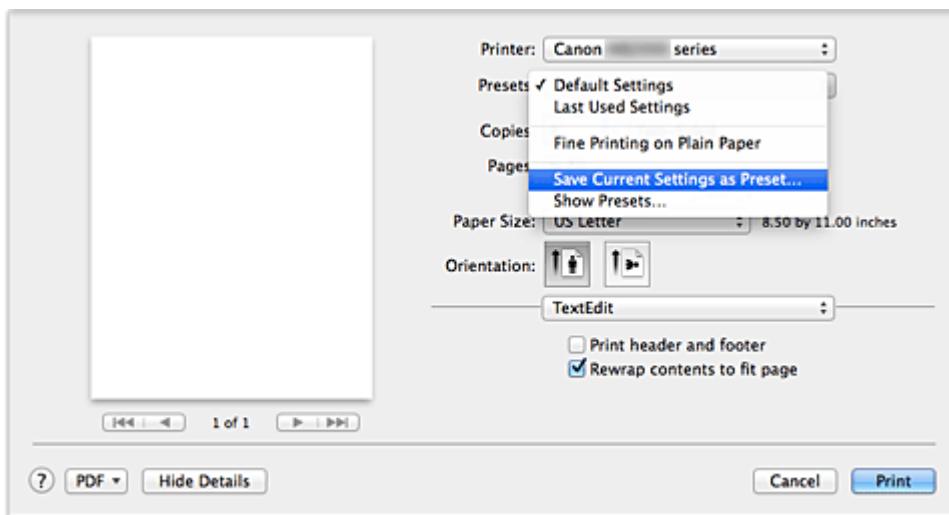 Printer: Canon series
Presets ✓ Default Settings
Last Used Settings
Fine Printing on Plain Paper
Save Current Settings as Preset...
Show Presets...
Copies
Pages
Paper Size: US Letter 8.50 by 11.00 inches
Orientation:
TextEdit
Print header and footer
Rewrap contents to fit page
1 of 1
? PDF Hide Details Cancel Print